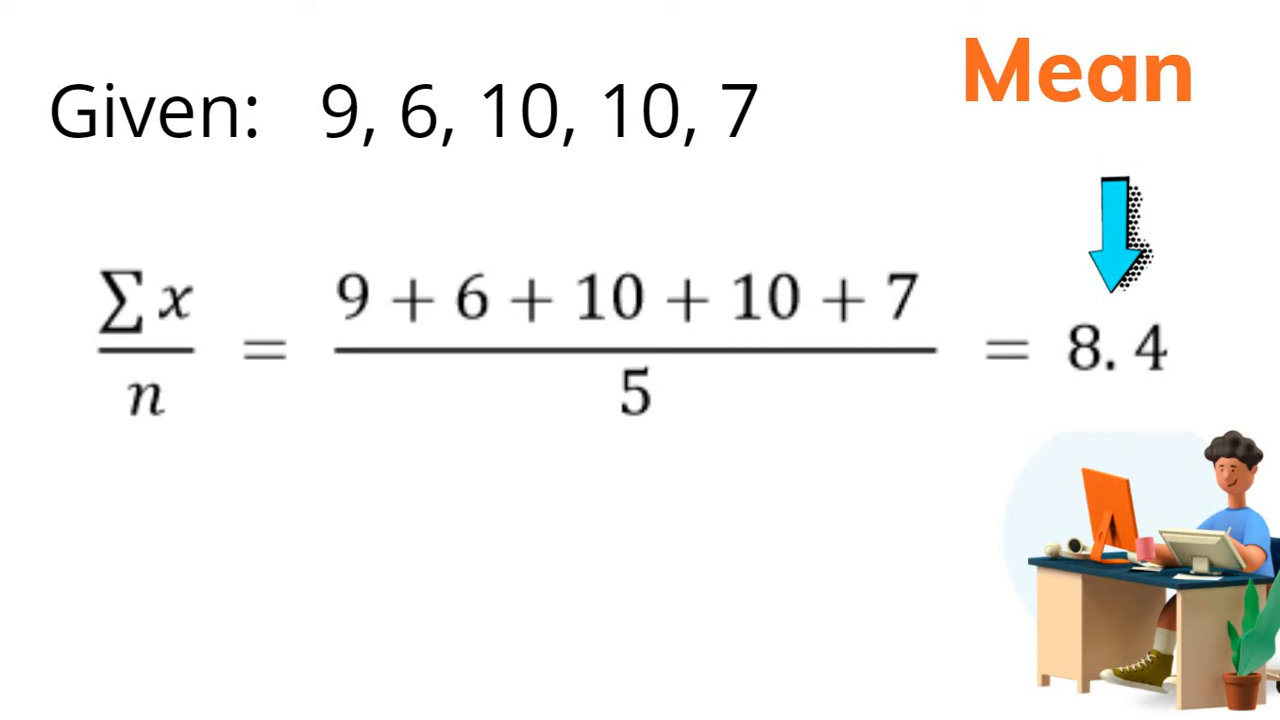 Mean
Given: 9, 6, 10, 10, 7
∑x / n = 9 + 6 + 10 + 10 + 7 / 5 = 8. 4